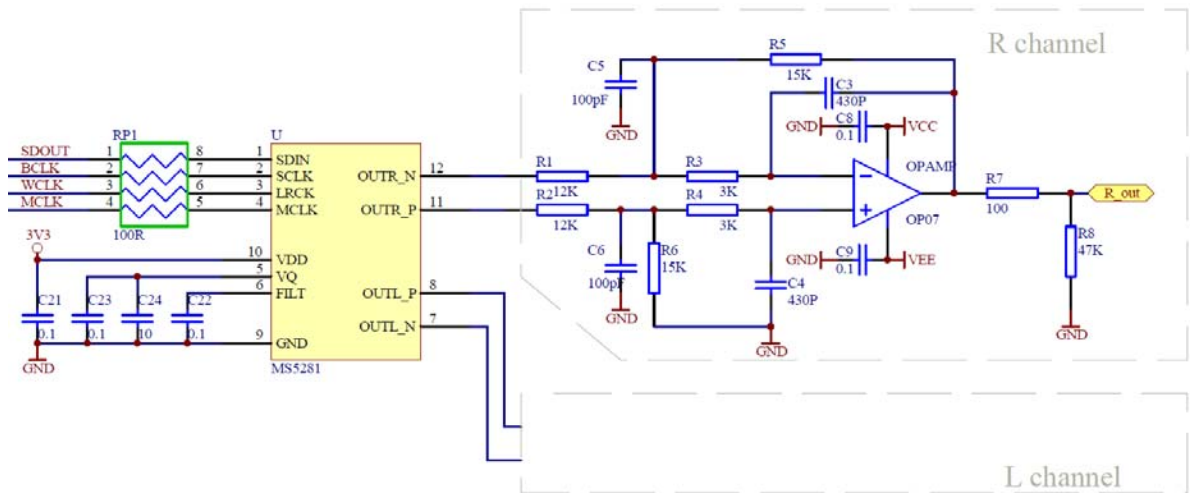 R channel
R5
15K
C5
100pF
GND
C3
430P
C8
GND
0.1
VCC
RP1
U
SDOUT
1
8
1
SDIN
BCLK
2
7
2
SCLK
WCLK
3
6
3
LRCK
MCLK
4
5
4
MCLK
100R
OUTR_N
12
OUTR_P
11
R1
12K
R2
12K
R3
3K
R4
3K
OPAMP
OP07
R7
100
R_out
R8
47K
GND
C9
GND
0.1
VEE
C6
100pF
GND
R6
15K
C4
430P
GND
3V3
10
VDD
5
VQ
6
FILT
9
GND
OUTL_P
8
OUTL_N
7
C21
0.1
C23
0.1
C24
10
C22
0.1
GND
MS5281
L channel